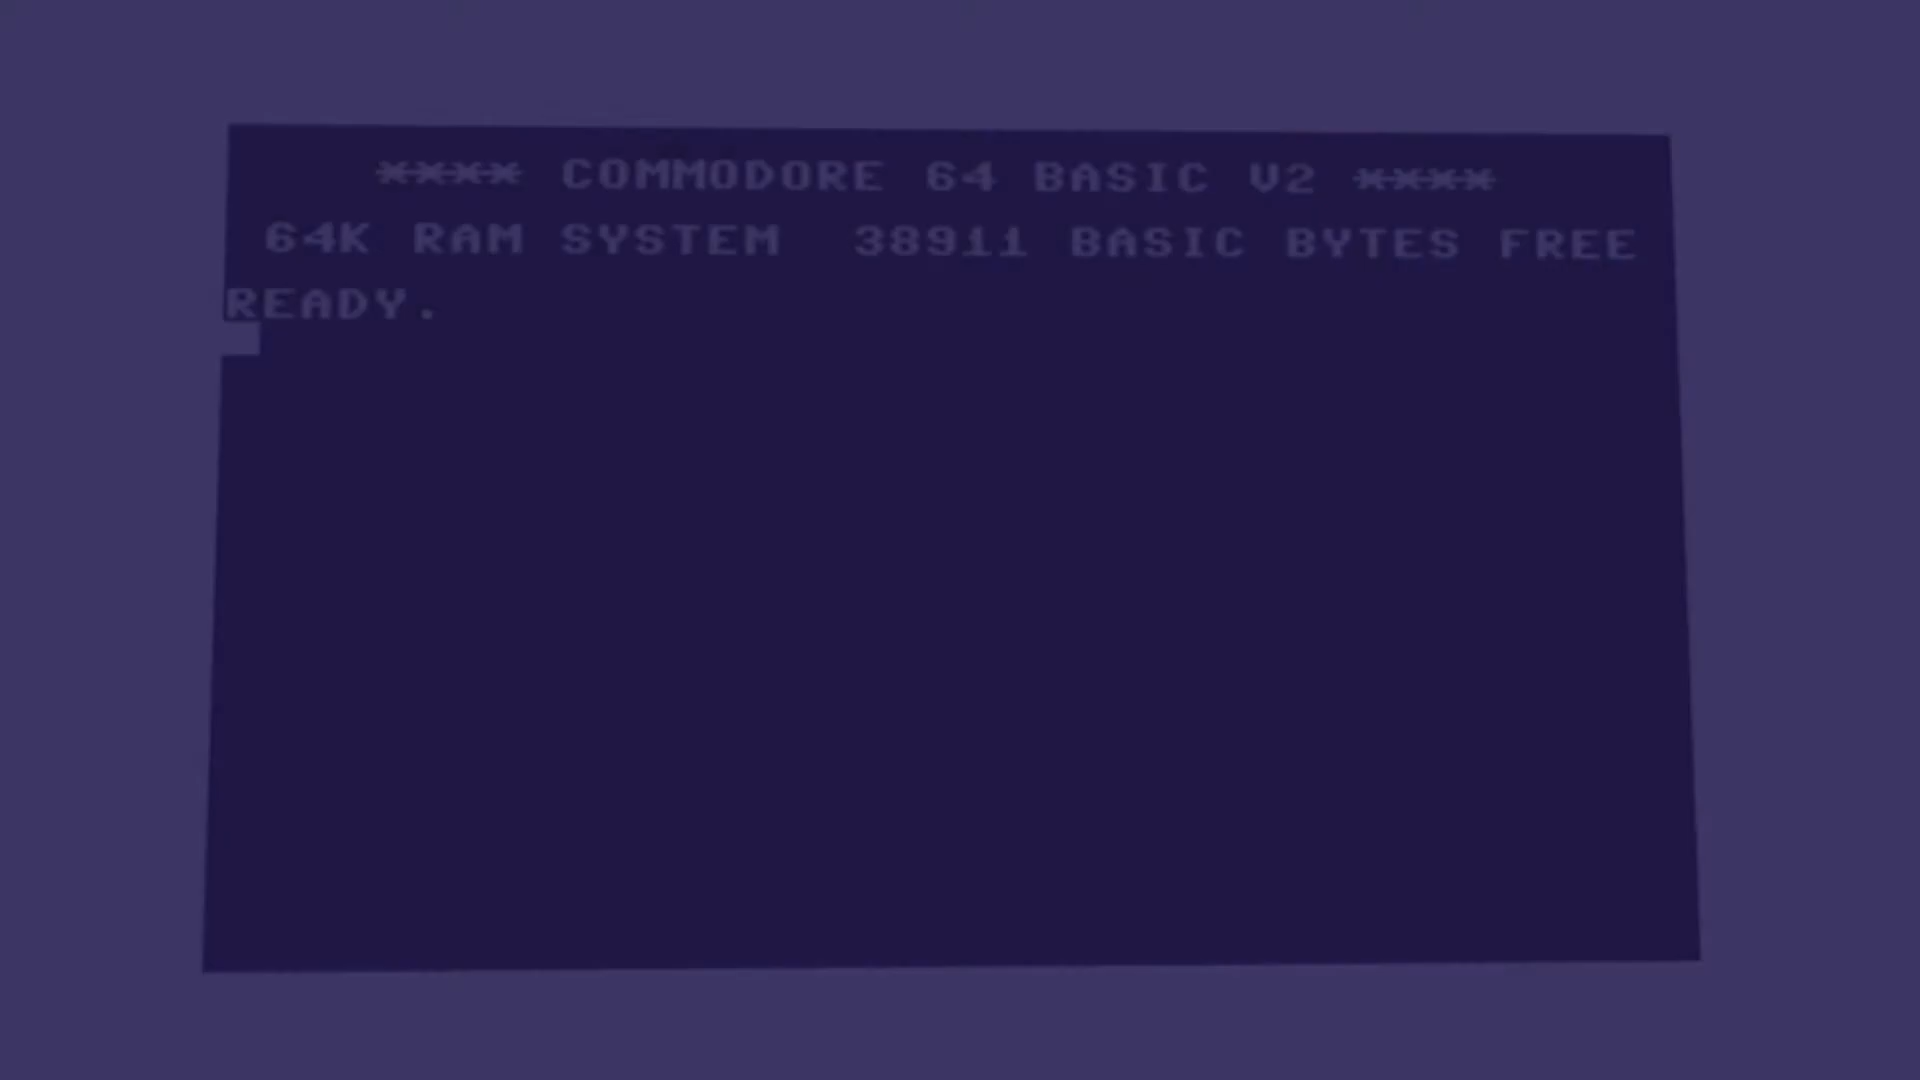 **** COMMODORE 64 BASIC V2 ****
64K RAM SYSTEM  38911 BASIC BYTES FREE
READY.